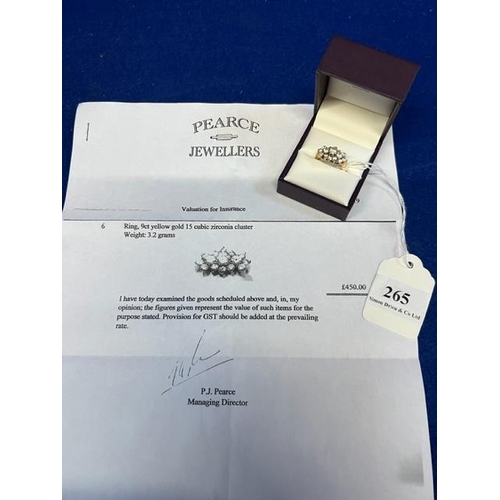 PEARCE
JEWELLERS
Valuation for Insurance
6 Ring, 9ct yellow gold 15 cubic zirconia cluster
Weight: 3.2 grams
£450.00
I have today examined the goods scheduled above and, in, my
opinion; the figures given represent the value of such items for the
purpose stated. Provision for GST should be added at the prevailing
rate.
P.J. Pearce
Managing Director
265
Simon Drew & Co Ltd